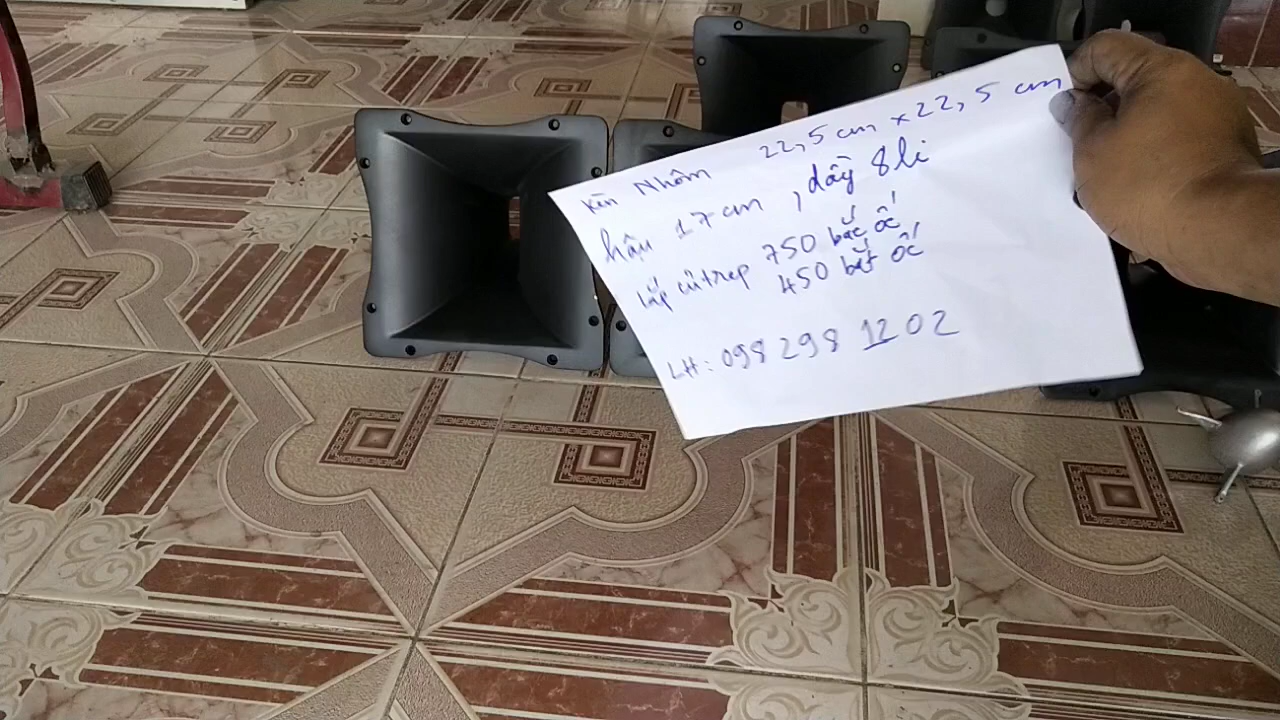 Kèn Nhôm 22,5 cm x 22,5 cm
hậu 17 cm, dầy 8 li
lắp củ trep 750 bắt ốc
450 bắt ốc
LH: 098 298 1202